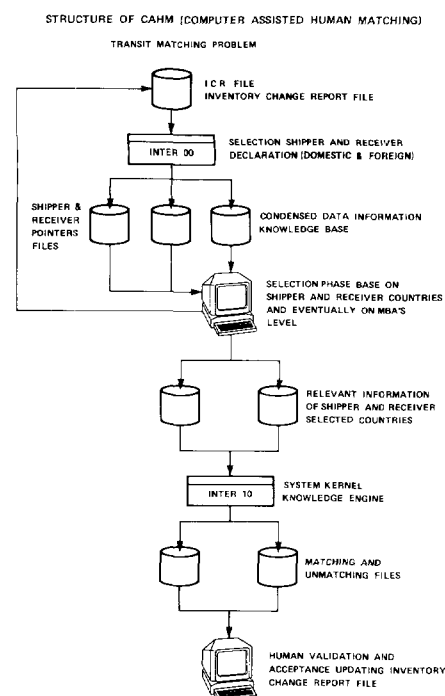 STRUCTURE OF CAHM (COMPUTER ASSISTED HUMAN MATCHING)
TRANSIT MATCHING PROBLEM
ICR FILE
INVENTORY CHANGE REPORT FILE
INTER 00
SELECTION SHIPPER AND RECEIVER
DECLARATION (DOMESTIC & FOREIGN)
SHIPPER &
RECEIVER
POINTERS
FILES
CONDENSED DATA INFORMATION
KNOWLEDGE BASE
SELECTION PHASE BASE ON
SHIPPER AND RECEIVER COUNTRIES
AND EVENTUALLY ON MBA'S
LEVEL
RELEVANT INFORMATION
OF SHIPPER AND RECEIVER
SELECTED COUNTRIES
INTER 10
SYSTEM KERNEL
KNOWLEDGE ENGINE
MATCHING AND
UNMATCHING FILES
HUMAN VALIDATION AND
ACCEPTANCE UPDATING INVENTORY
CHANGE REPORT FILE